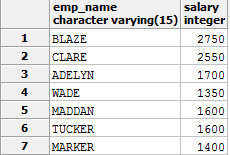 emp_name salary
character varying(15) integer
1 BLAZE 2750
2 CLARE 2550
3 ADELYN 1700
4 WADE 1350
5 MADDAN 1600
6 TUCKER 1600
7 MARKER 1400